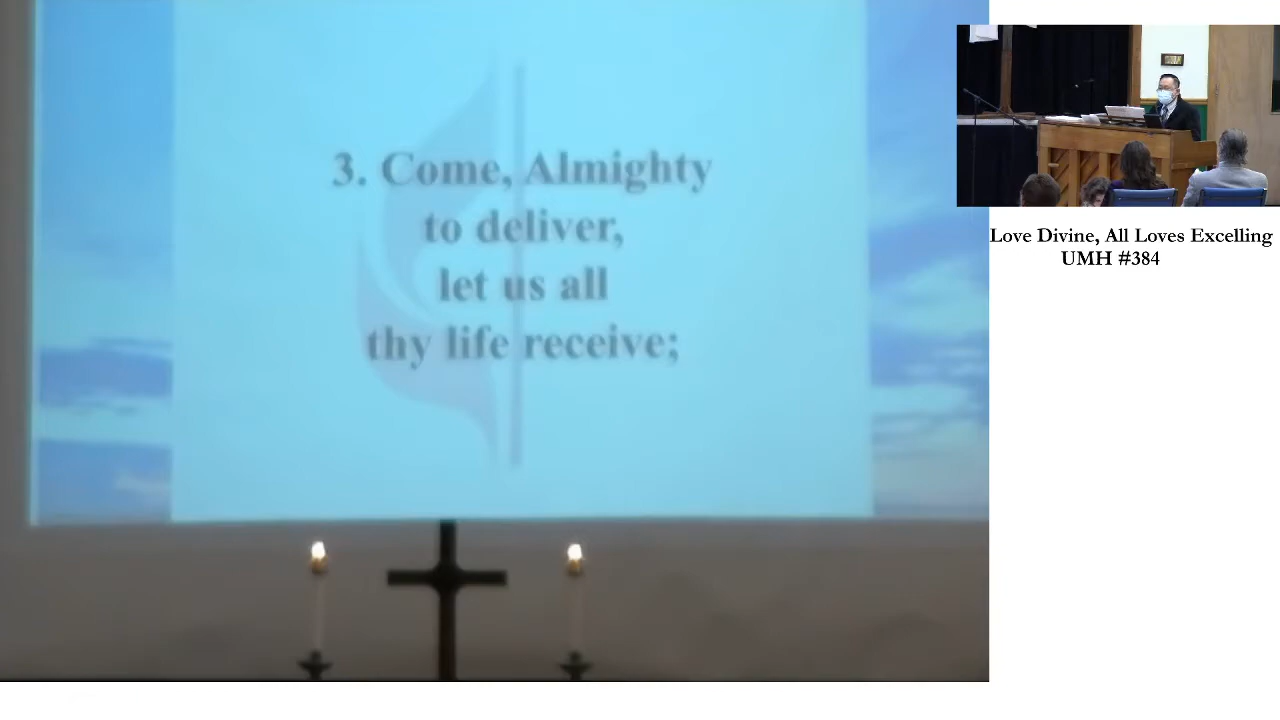 3. Come, Almighty
to deliver,
let us all
thy life receive;
Love Divine, All Loves Excelling
UMH #384